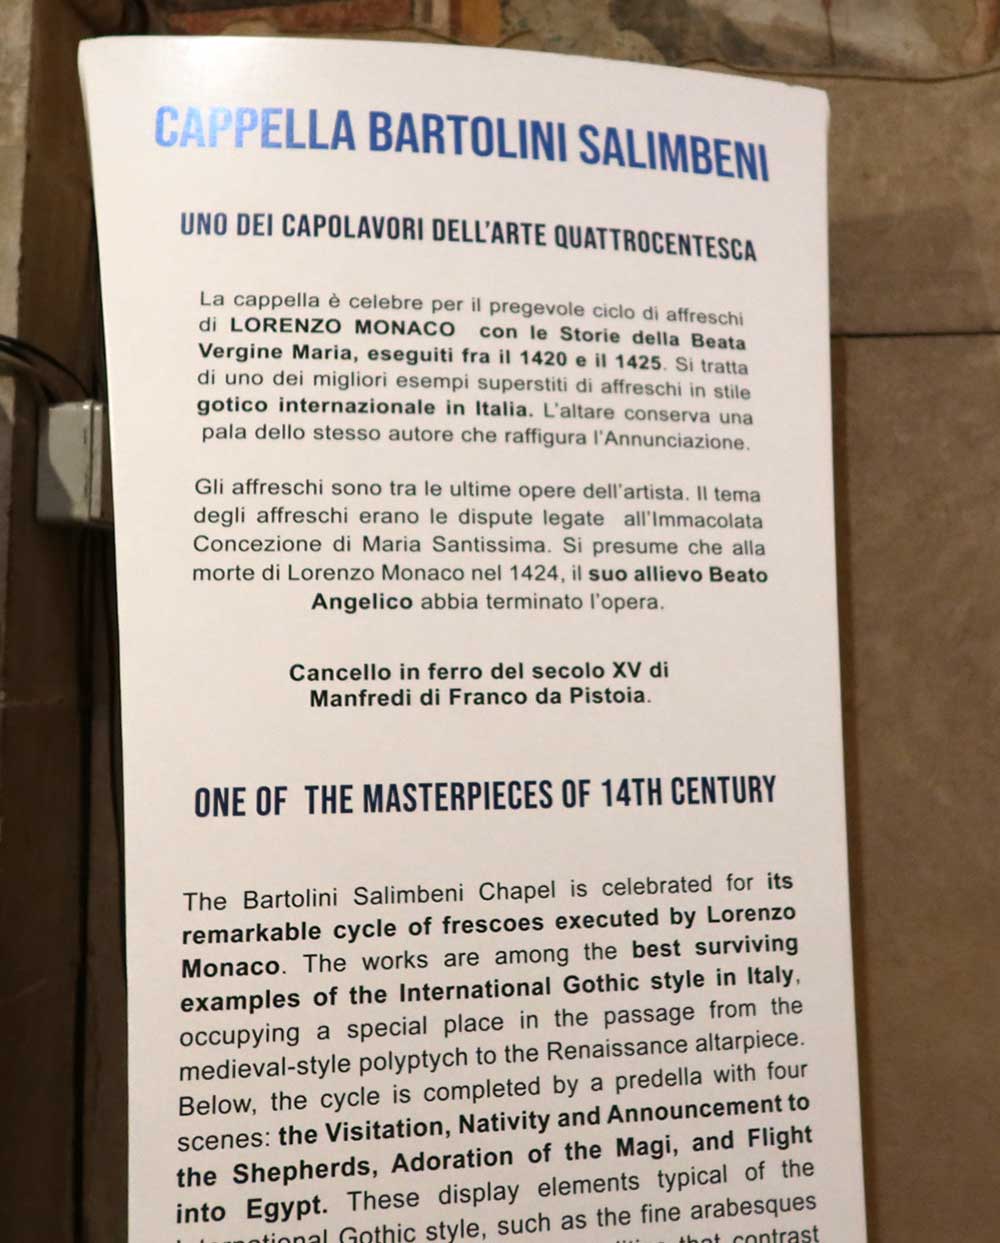 CAPPELLA BARTOLINI SALIMBENI
UNO DEI CAPOLAVORI DELL'ARTE QUATTROCENTESCA
La cappella è celebre per il pregevole ciclo di affreschi
di LORENZO MONACO con le Storie della Beata
Vergine Maria, eseguiti fra il 1420 e il 1425. Si tratta
di uno dei migliori esempi superstiti di affreschi in stile
gotico internazionale in Italia. L'altare conserva una
pala dello stesso autore che raffigura l'Annunciazione.
Gli affreschi sono tra le ultime opere dell'artista. Il tema
degli affreschi erano le dispute legate all'Immacolata
Concezione di Maria Santissima. Si presume che alla
morte di Lorenzo Monaco nel 1424, il suo allievo Beato
Angelico abbia terminato l'opera.
Cancello in ferro del secolo XV di
Manfredi di Franco da Pistoia.
ONE OF THE MASTERPIECES OF 14TH CENTURY
The Bartolini Salimbeni Chapel is celebrated for its
remarkable cycle of frescoes executed by Lorenzo
Monaco. The works are among the best surviving
examples of the International Gothic style in Italy,
occupying a special place in the passage from the
medieval-style polyptych to the Renaissance altarpiece.
Below, the cycle is completed by a predella with four
scenes: the Visitation, Nativity and Announcement to
the Shepherds, Adoration of the Magi, and Flight
into Egypt. These display elements typical of the
International Gothic style, such as the fine arabesques
that contrast